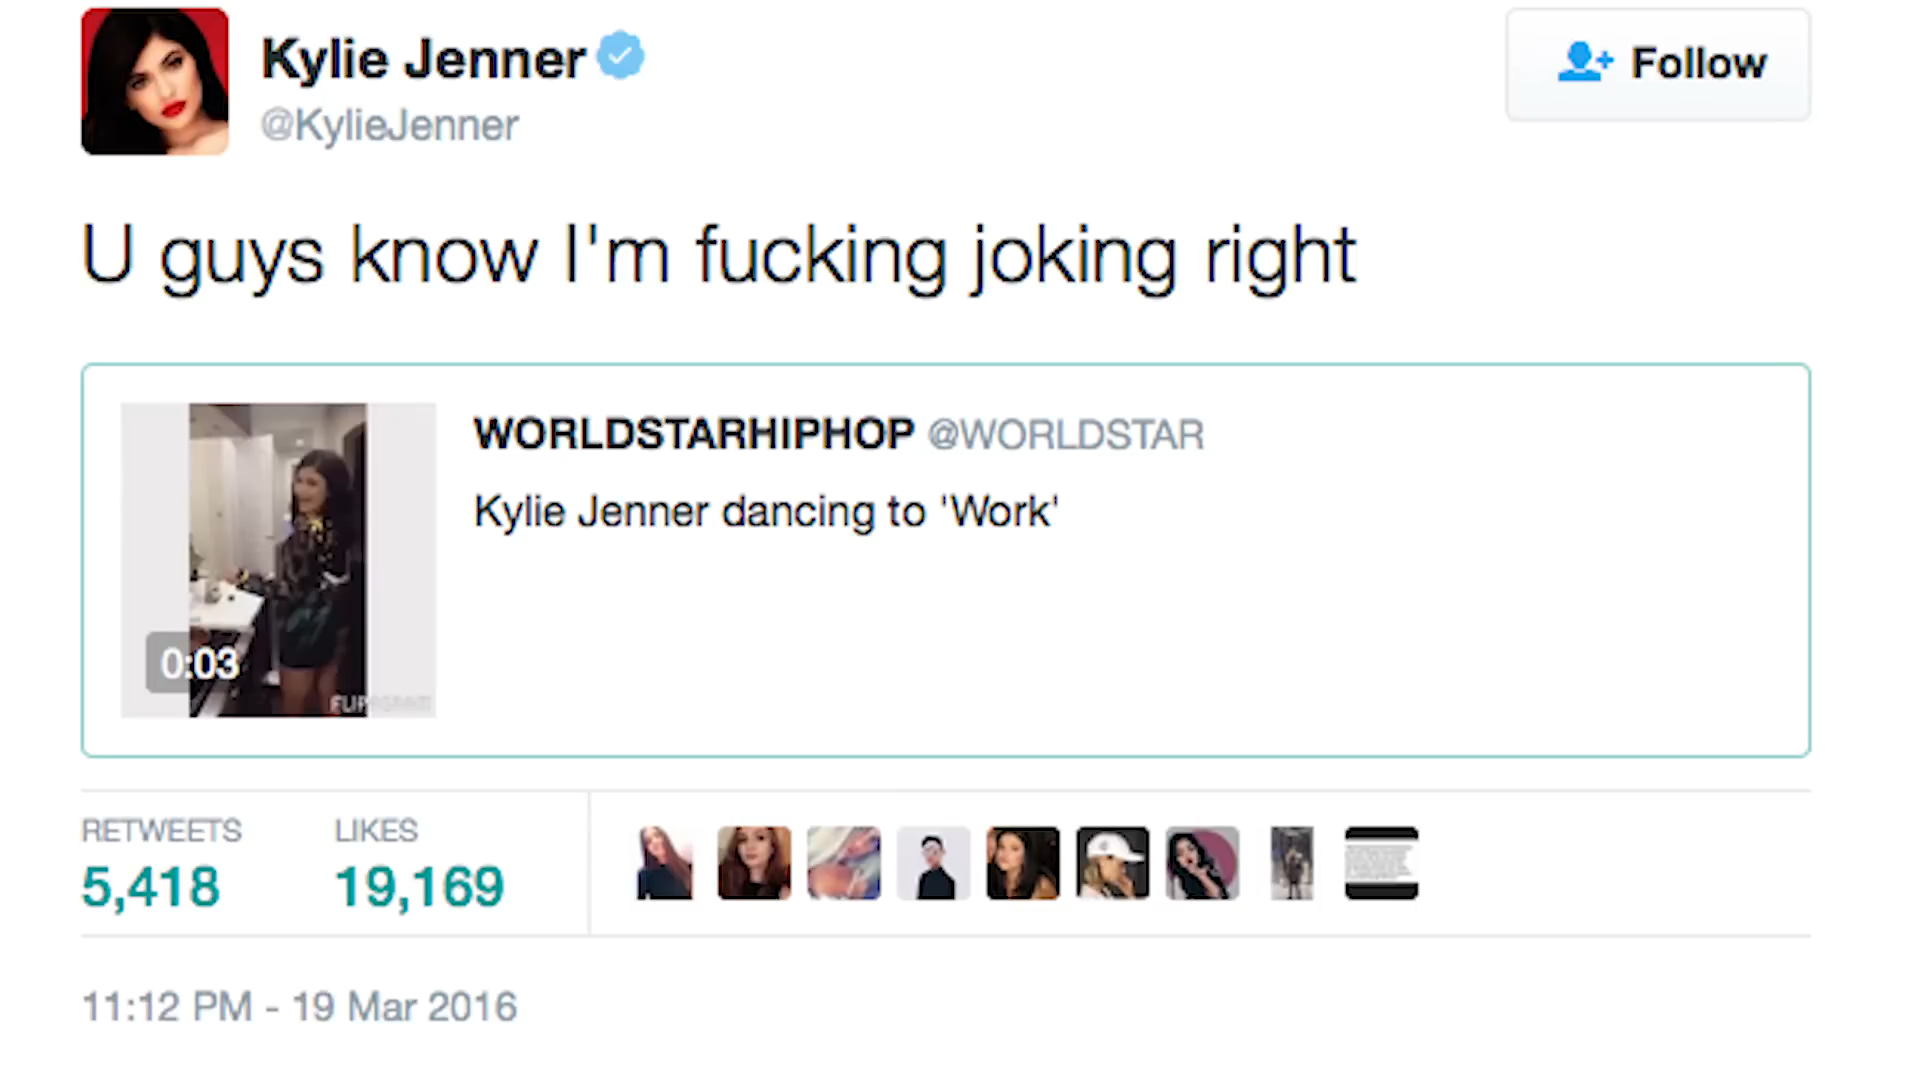 Kylie Jenner
@KylieJenner
Follow
U guys know I'm fucking joking right
WORLDSTARHIPHOP @WORLDSTAR
Kylie Jenner dancing to 'Work'
0:03
RETWEETS LIKES
5,418 19,169
11:12 PM - 19 Mar 2016